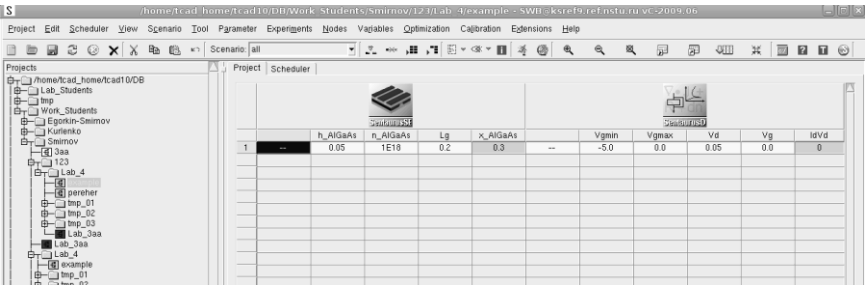 S /home/tcad_home/tcad10/DB/Work_Students/Smirnov/123/Lab_4/example - SWB@ksref9.ref.nstu.ru vC-2009.06
Project Edit Scheduler View Scenario Tool Parameter Experiments Nodes Variables Optimization Calibration Extensions Help
Scenario: all
Projects
Project Scheduler
/home/tcad_home/tcad10/DB
Lab_Students
tmp
Work_Students
Egorkin-Smirnov
Kurlenko
Smirnov
3aa
123
Lab_4
pereher
tmp_01
tmp_02
tmp_03
Lab_3aa
Lab_3aa
Lab_4
example
tmp_01
tmp_02
SentaurusSE SentaurusD
h_AlGaAs n_AlGaAs Lg x_AlGaAs Vgmin Vgmax Vd Vg IdVd
1 -- 0.05 1E18 0.2 0.3 -- -5.0 0.0 0.05 0.0 0